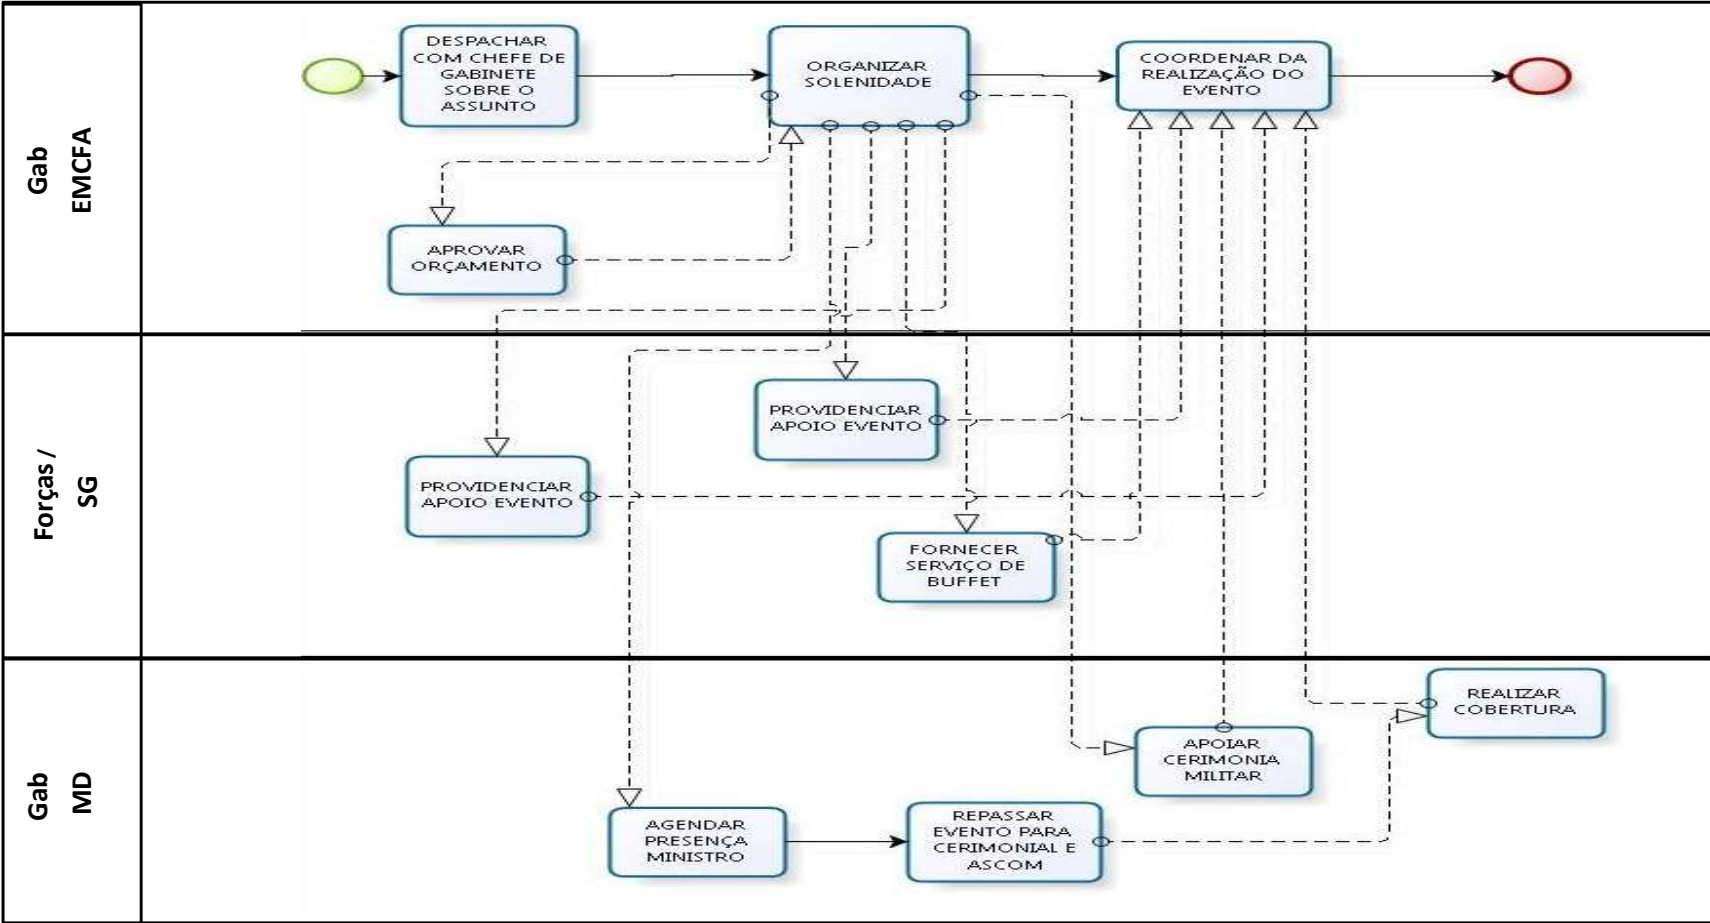 Gab
EMCFA
DESPACHAR
COM CHEFE DE
GABINETE
SOBRE O
ASSUNTO
ORGANIZAR
SOLENIDADE
COORDENAR DA
REALIZAÇÃO DO
EVENTO
APROVAR
ORÇAMENTO
Forças /
SG
PROVIDENCIAR
APOIO EVENTO
PROVIDENCIAR
APOIO EVENTO
FORNECER
SERVIÇO DE
BUFFET
Gab
MD
REALIZAR
COBERTURA
APOIAR
CERIMONIA
MILITAR
AGENDAR
PRESENÇA
MINISTRO
REPASSAR
EVENTO PARA
CERIMONIAL E
ASCOM